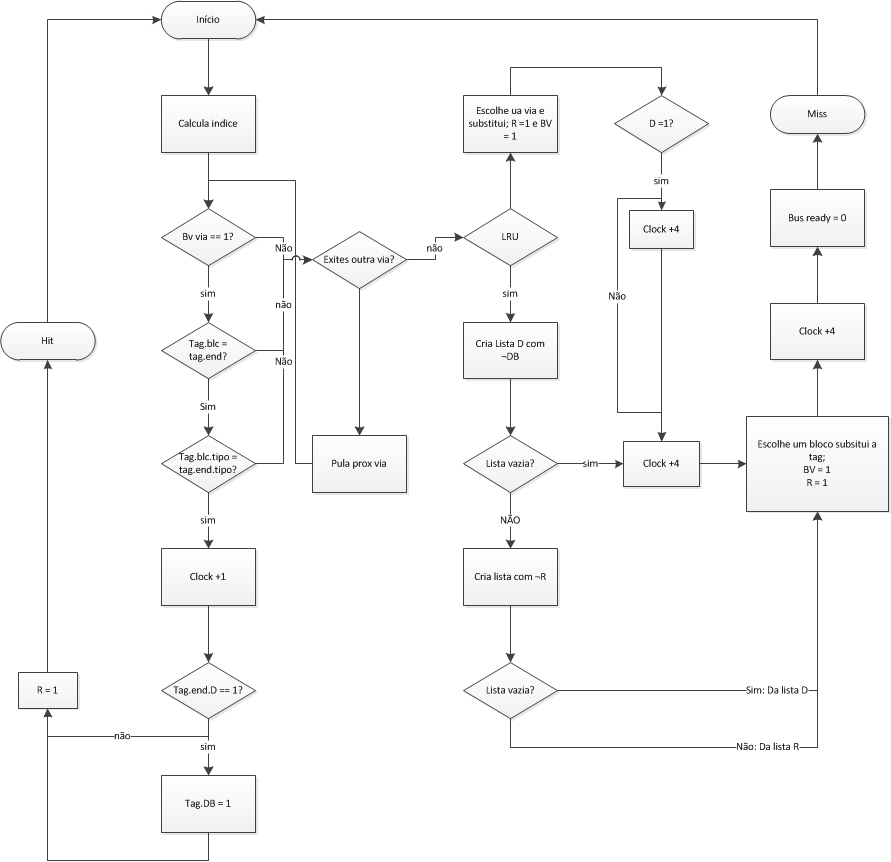 Início
Calcula indice
Bv via == 1?
Não
sim
não
Tag.blc =
tag.end?
Não
Sim
Tag.blc.tipo =
tag.end.tipo?
sim
Clock +1
Tag.end.D == 1?
não
sim
Tag.DB = 1
R = 1
Hit
Exites outra via?
não
Pula prox via
LRU
Escolhe ua via e
substitui; R =1 e BV
= 1
D =1?
sim
Clock +4
Não
sim
Cria Lista D com
¬DB
Lista vazia?
sim
Clock +4
NÃO
Cria lista com ¬R
Lista vazia?
Sim: Da lista D
Não: Da lista R
Escolhe um bloco subsitui a
tag;
BV = 1
R = 1
Clock +4
Bus ready = 0
Miss